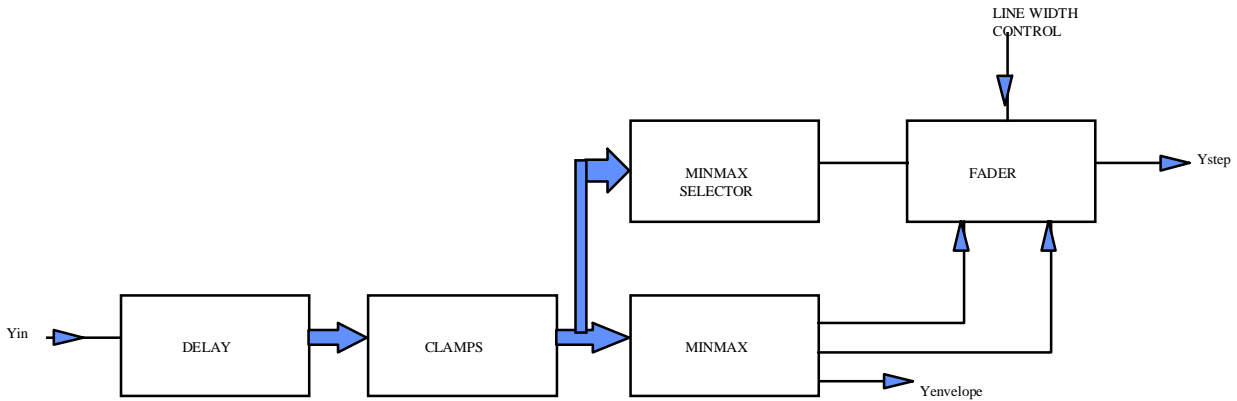 LINE WIDTH
CONTROL
MINMAX
SELECTOR
FADER
Ystep
Yin
DELAY
CLAMPS
MINMAX
Yenvelope